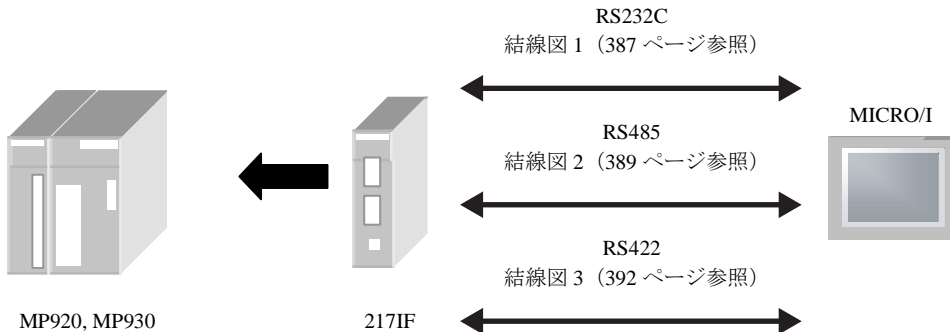 RS232C
結線図 1（387 ページ参照）
MICRO/I
RS485
結線図 2（389 ページ参照）
RS422
結線図 3（392 ページ参照）
MP920, MP930
217IF